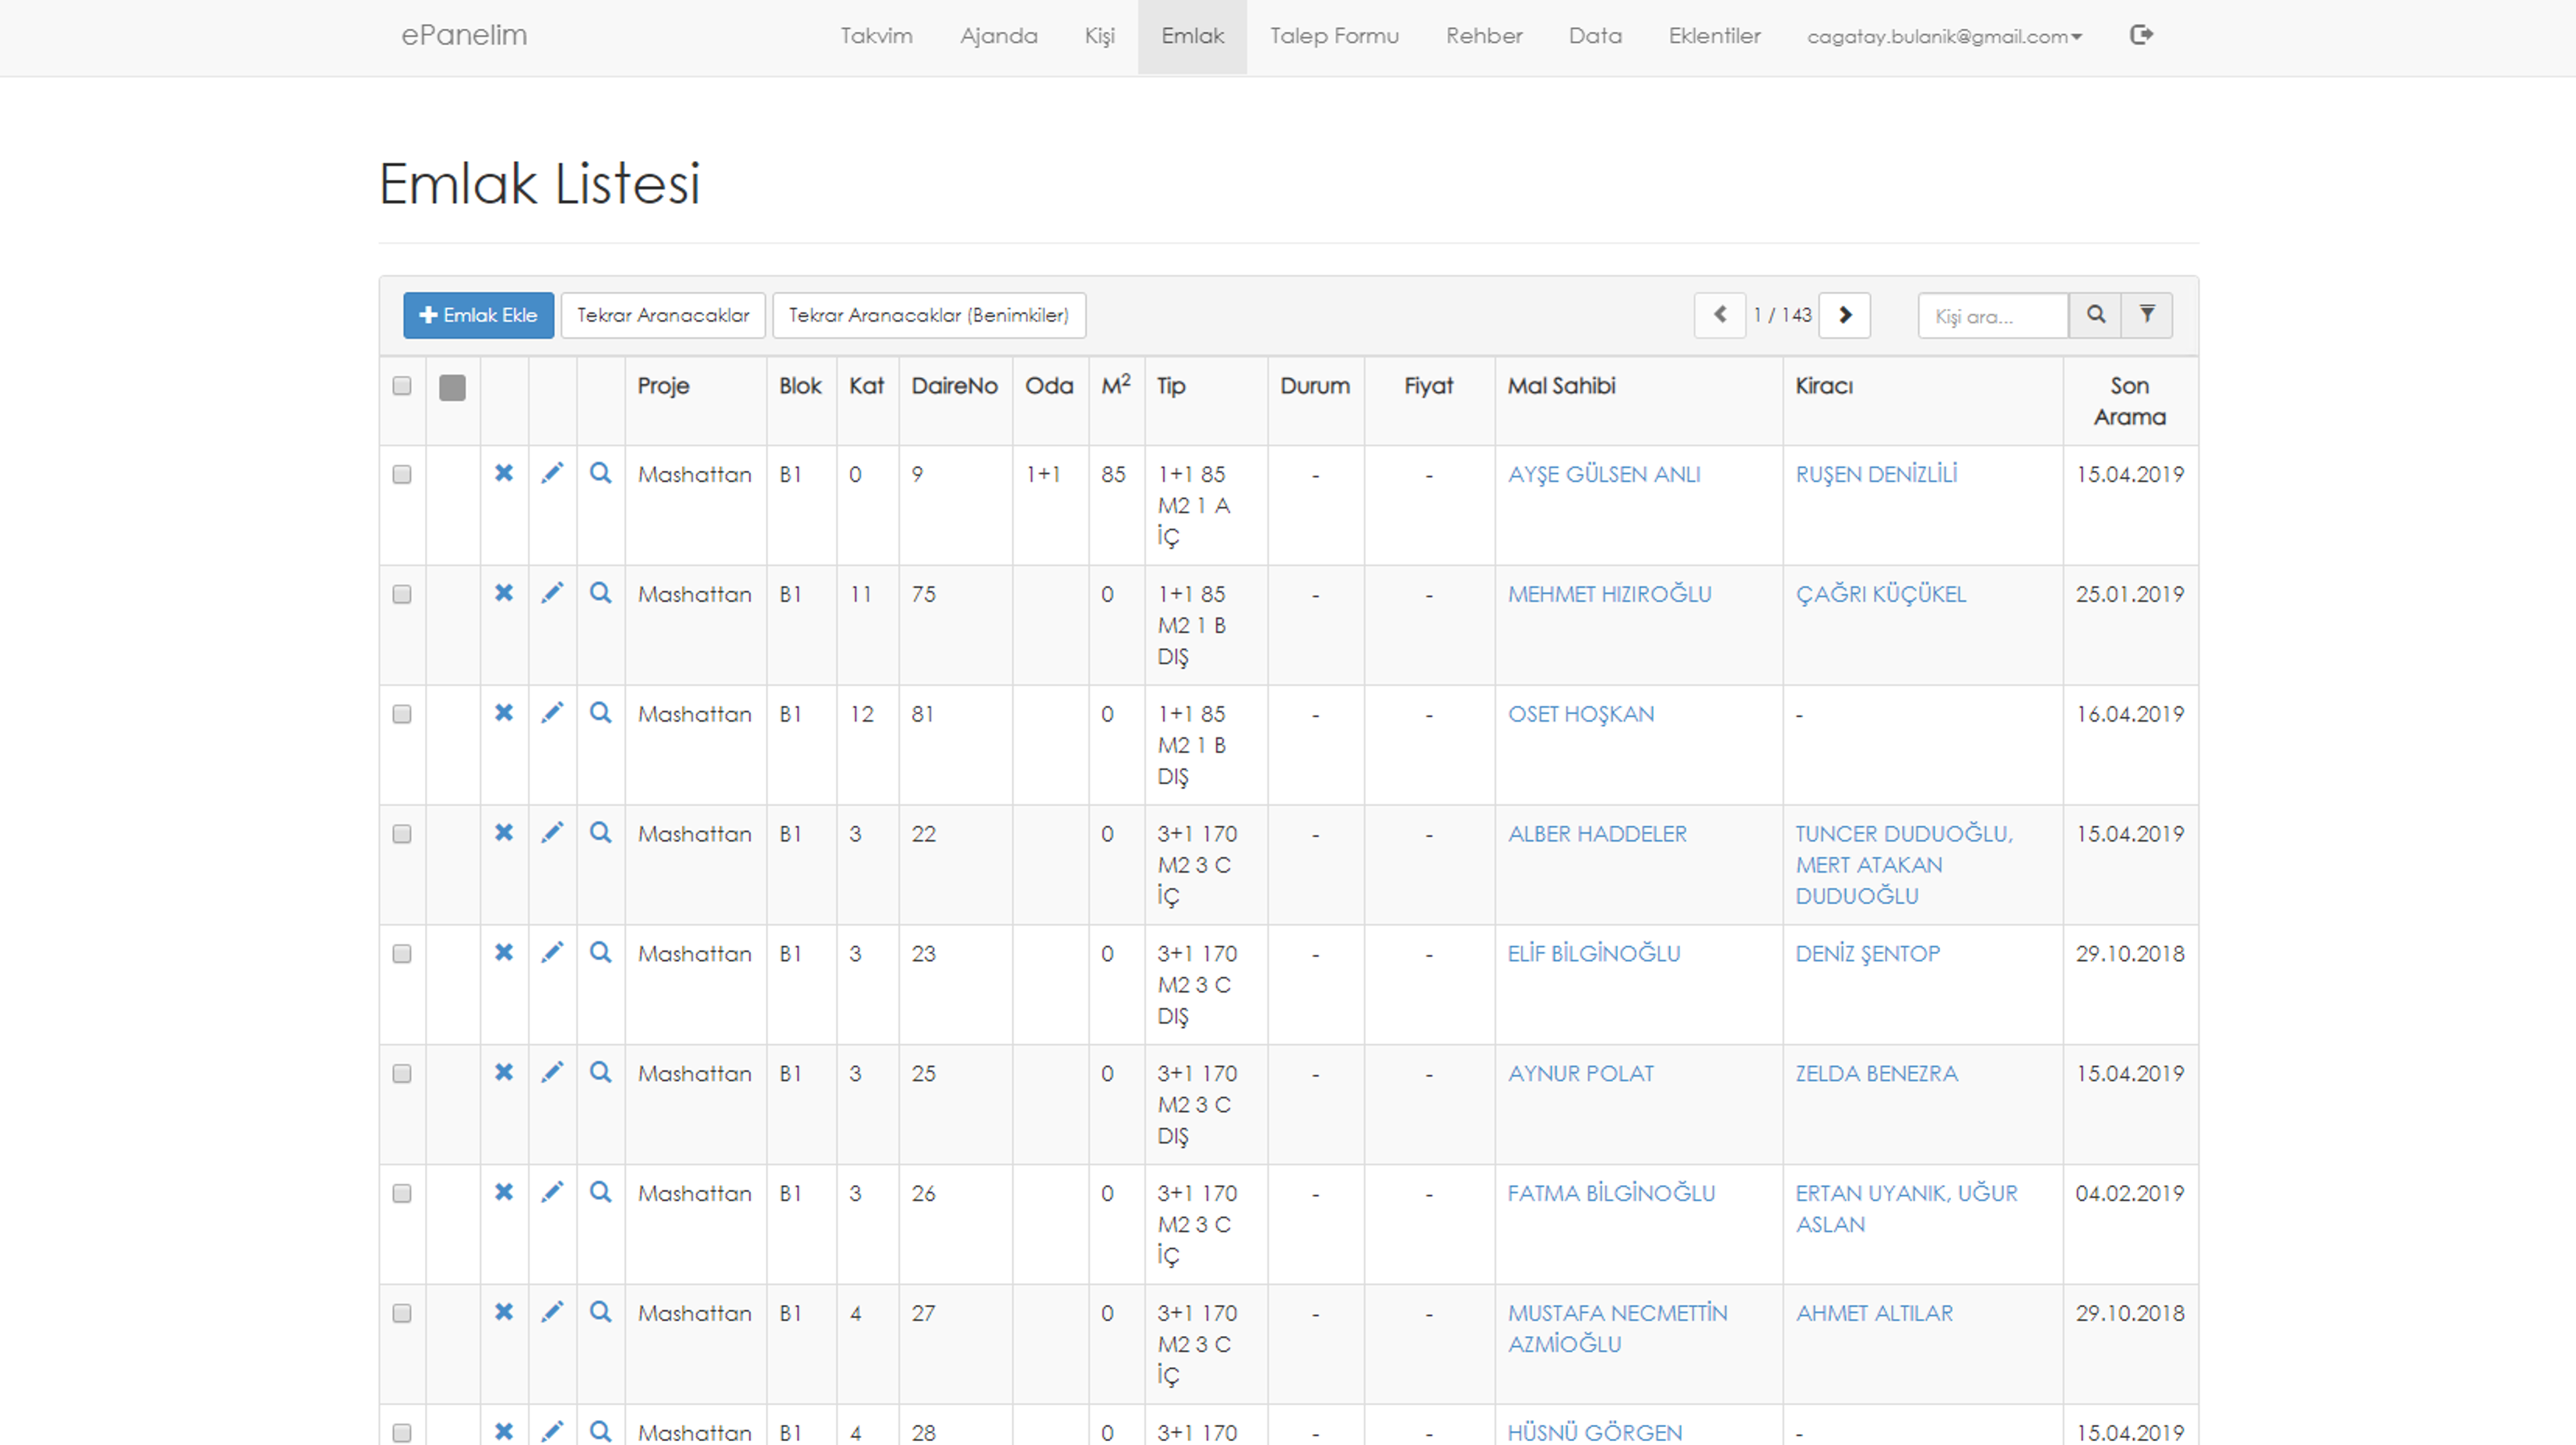 ePanelim Takvim Ajanda Kişi Emlak Talep Formu Rehber Data Eklentiler cagatay.bulanik@gmail.com
Emlak Listesi
Emlak Ekle Tekrar Aranacaklar Tekrar Aranacaklar (Benimkiler) 1 / 143 Kişi ara...
Proje Blok Kat DaireNo Oda M2 Tip Durum Fiyat Mal Sahibi Kiracı Son
Arama
Mashattan B1 0 9 1+1 85 1+1 85 - - AYŞE GÜLSEN ANLI RUŞEN DENİZLİLİ 15.04.2019
M2 1 A
İÇ
Mashattan B1 11 75 0 1+1 85 - - MEHMET HIZIROĞLU ÇAĞRI KÜÇÜKEL 25.01.2019
M2 1 B
DIŞ
Mashattan B1 12 81 0 1+1 85 - - OSET HOŞKAN - 16.04.2019
M2 1 B
DIŞ
Mashattan B1 3 22 0 3+1 170 - - ALBER HADDELER TUNCER DUDUOĞLU, 15.04.2019
M2 3 C MERT ATAKAN
İÇ DUDUOĞLU
Mashattan B1 3 23 0 3+1 170 - - ELİF BİLGİNOĞLU DENİZ ŞENTOP 29.10.2018
M2 3 C
DIŞ
Mashattan B1 3 25 0 3+1 170 - - AYNUR POLAT ZELDA BENEZRA 15.04.2019
M2 3 C
DIŞ
Mashattan B1 3 26 0 3+1 170 - - FATMA BİLGİNOĞLU ERTAN UYANIK, UĞUR 04.02.2019
M2 3 C ASLAN
İÇ
Mashattan B1 4 27 0 3+1 170 - - MUSTAFA NECMETTİN AHMET ALTILAR 29.10.2018
M2 3 C AZMİOĞLU
İÇ
Mashattan B1 4 28 0 3+1 170 - - HÜSNÜ GÖRGEN - 15.04.2019